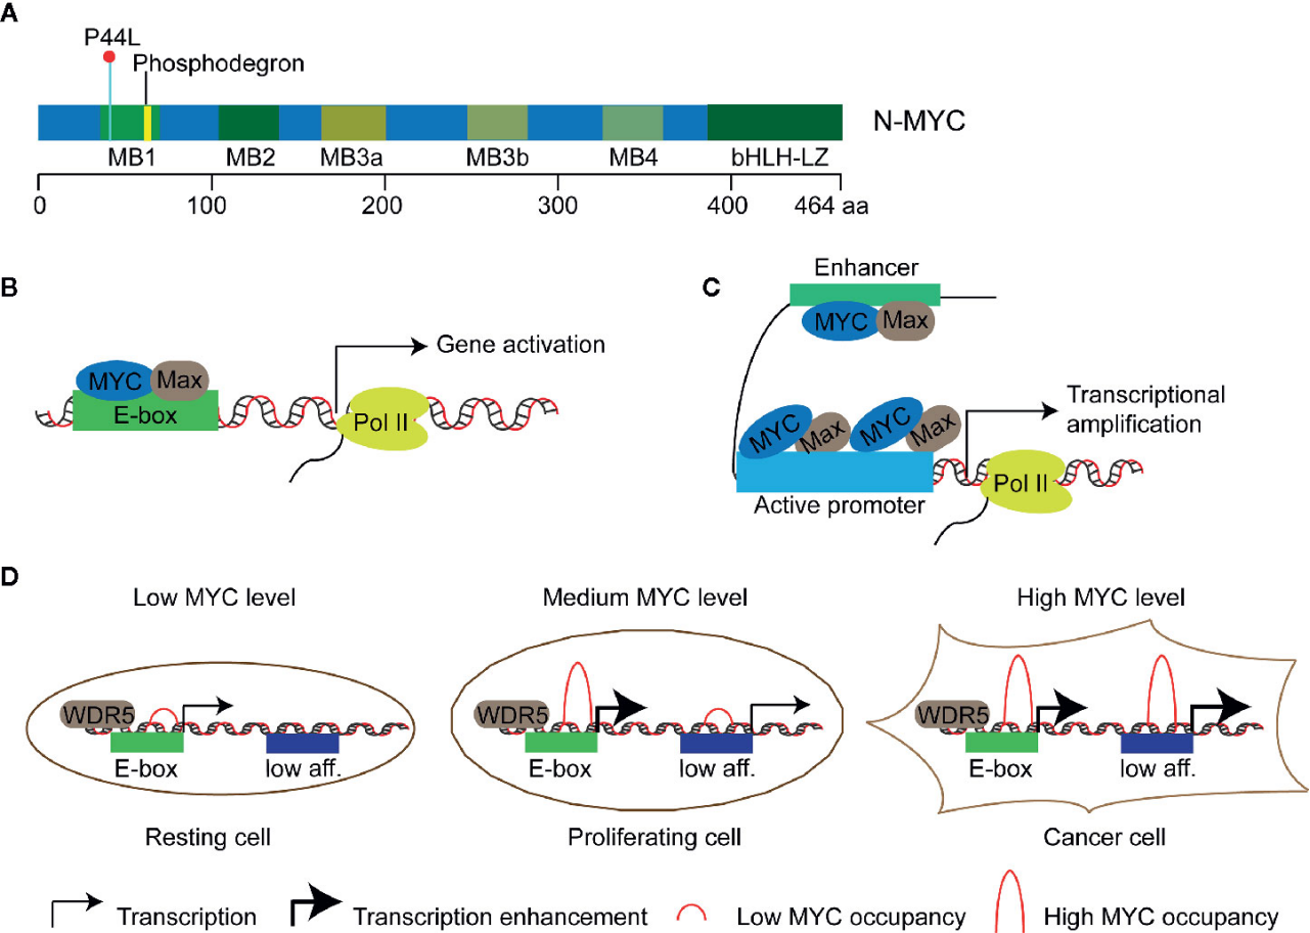 A
P44L
Phosphodegron
N-MYC
MB1 MB2 MB3a MB3b MB4 bHLH-LZ
0 100 200 300 400 464 aa
B
MYC Max
E-box
Pol II
Gene activation
C
Enhancer
MYC Max
MYC Max MYC Max
Active promoter
Pol II
Transcriptional
amplification
D
Low MYC level
WDR5
E-box low aff.
Resting cell
Medium MYC level
WDR5
E-box low aff.
Proliferating cell
High MYC level
WDR5
E-box low aff.
Cancer cell
Transcription Transcription enhancement Low MYC occupancy High MYC occupancy